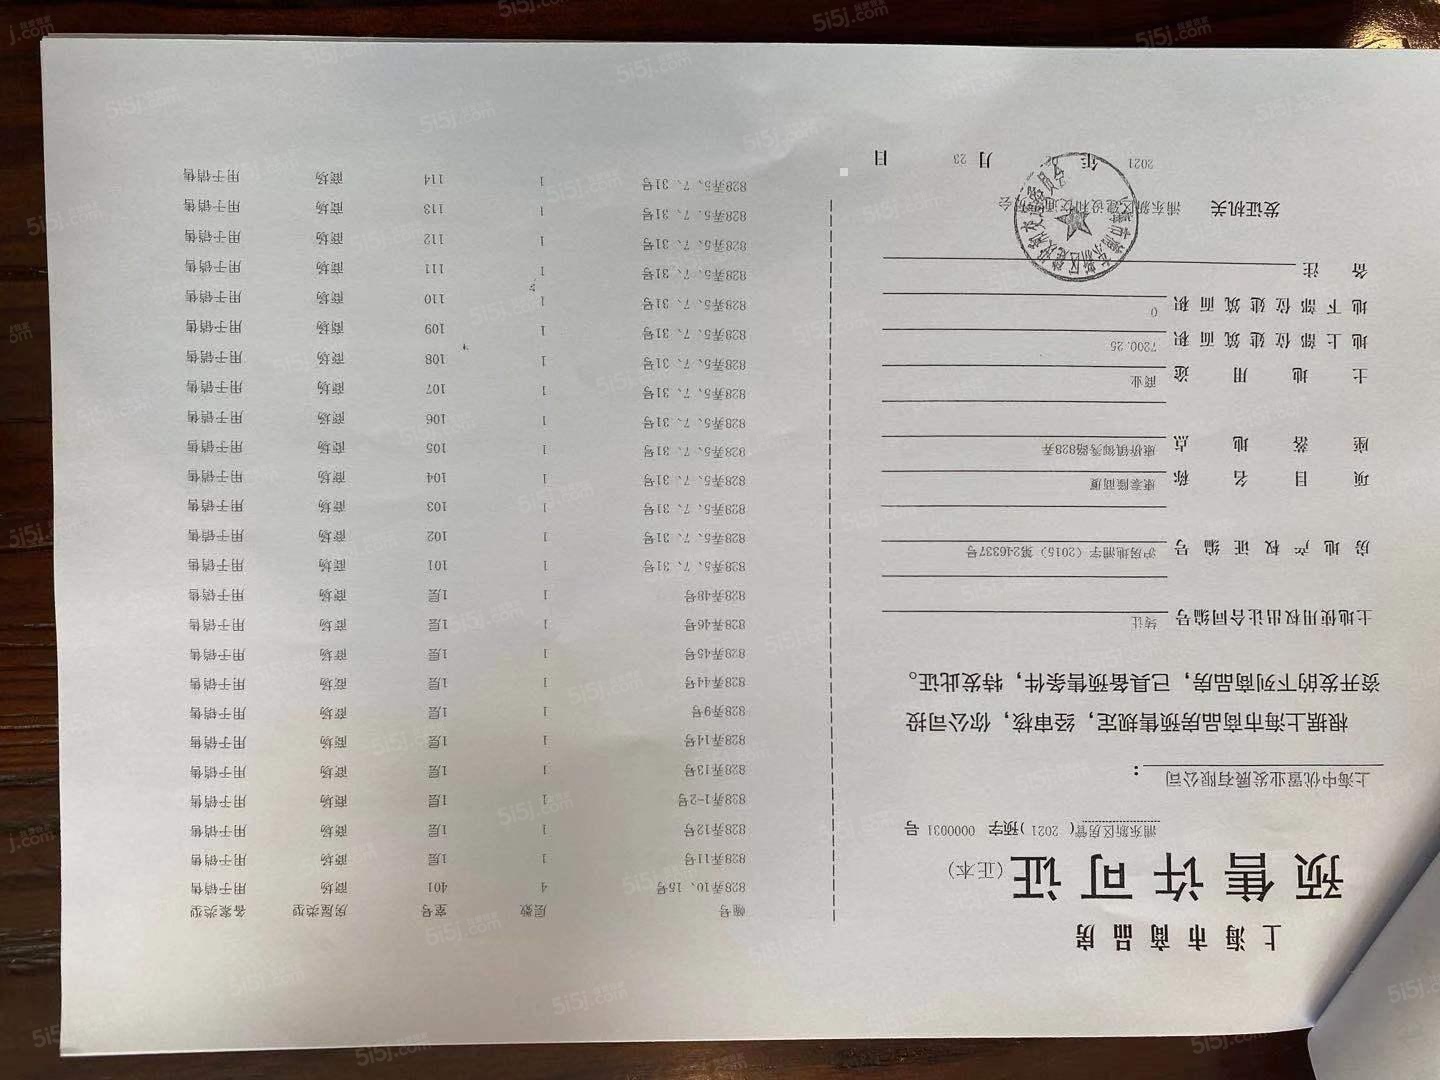 上海市商品房
预售许可证（正本）
浦东新区房管（2021）预字 0000031 号
上海中优置业发展有限公司：
根据上海市商品房预售规定，经审核，你公司投
资开发的下列商品房，已具备预售条件，特发此证。
土地使用权出让合同编号 转让
房地产权证编号 沪房地浦字（2015）第246337号
项目名称 康泰隆商厦
座落地点 康桥镇御秀路828弄
土地用途 商业
地上部位建筑面积 7200.25
地下部位建筑面积 0
备注
发证机关 浦东新区建设和交通委员会
2021 年 月 23 日
幢号 层数 室号 房屋类型 备案类型
828弄10、15号 4 401 商场 用于销售
828弄11号 1 1层 商场 用于销售
828弄12号 1 1层 商场 用于销售
828弄1-2号 1 1层 商场 用于销售
828弄13号 1 1层 商场 用于销售
828弄14号 1 1层 商场 用于销售
828弄9号 1 1层 商场 用于销售
828弄44号 1 1层 商场 用于销售
828弄45号 1 1层 商场 用于销售
828弄46号 1 1层 商场 用于销售
828弄48号 1 1层 商场 用于销售
828弄5、7、31号 1 101 商场 用于销售
828弄5、7、31号 1 102 商场 用于销售
828弄5、7、31号 1 103 商场 用于销售
828弄5、7、31号 1 104 商场 用于销售
828弄5、7、31号 1 105 商场 用于销售
828弄5、7、31号 1 106 商场 用于销售
828弄5、7、31号 1 107 商场 用于销售
828弄5、7、31号 1 108 商场 用于销售
828弄5、7、31号 1 109 商场 用于销售
828弄5、7、31号 1 110 商场 用于销售
828弄5、7、31号 1 111 商场 用于销售
828弄5、7、31号 1 112 商场 用于销售
828弄5、7、31号 1 113 商场 用于销售
828弄5、7、31号 1 114 商场 用于销售